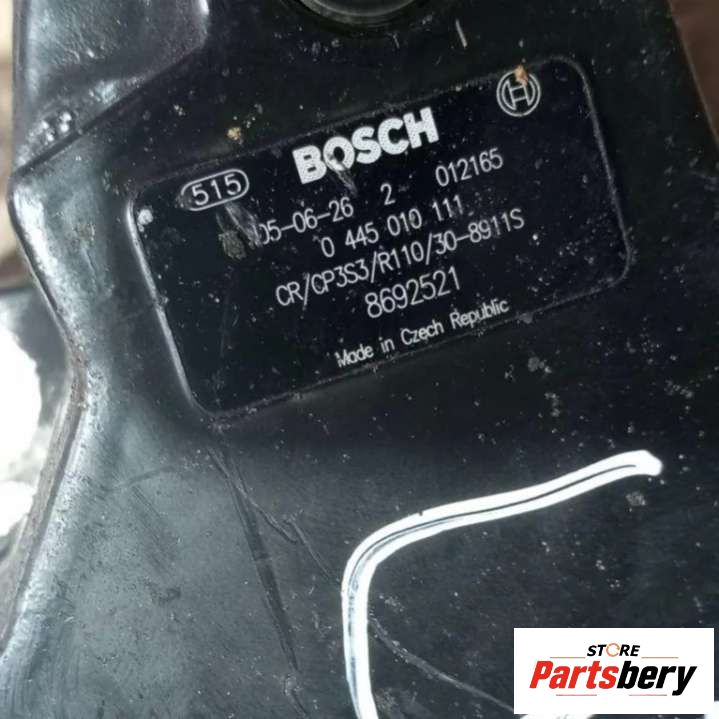 BOSCH
515
05-06-26 2 012165
0 445 010 111
CR/CP3S3/R110/30-8911S
8692521
Made in Czech Republic
STORE
Partsbery